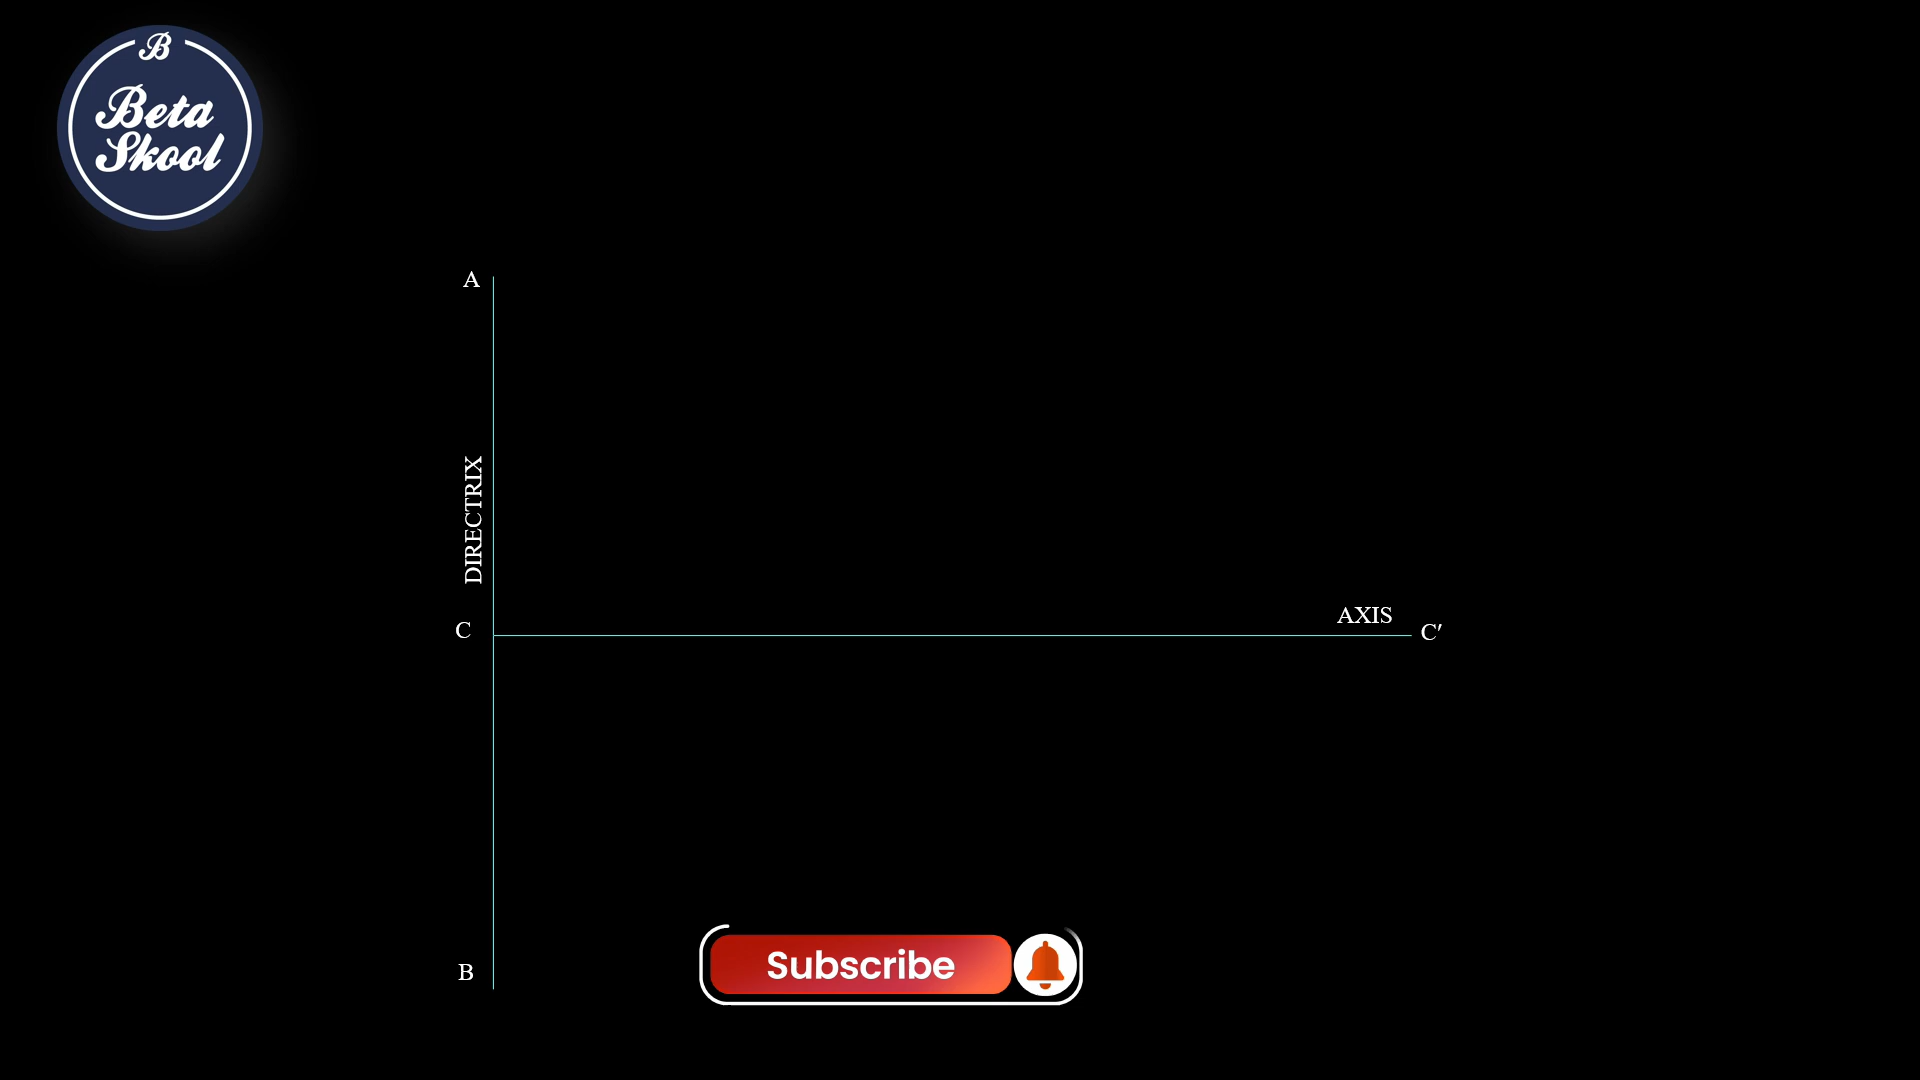 B
Beta
Skool
A
DIRECTRIX
C
AXIS
C′
B
Subscribe